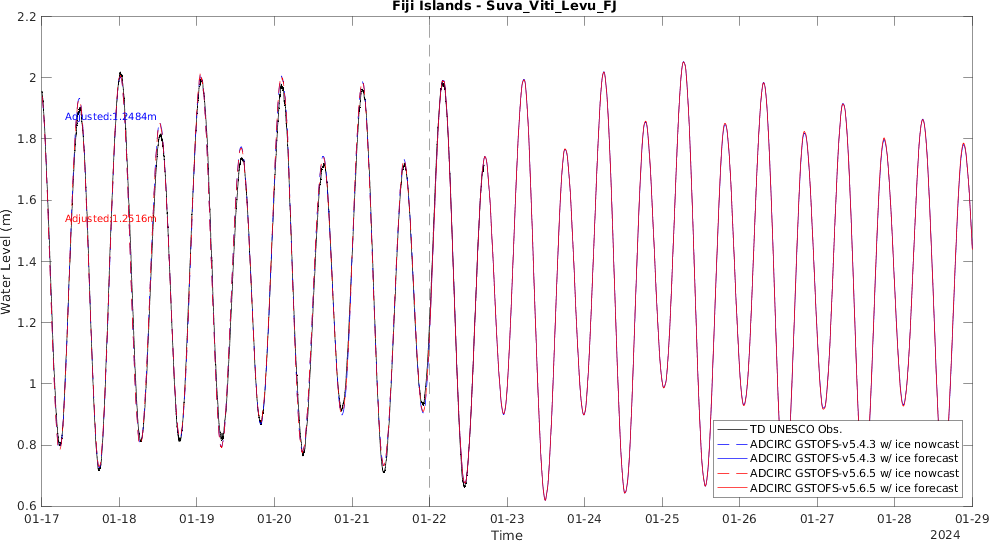 Fiji Islands - Suva_Viti_Levu_FJ
2.2
2
1.8
1.6
1.4
1.2
1
0.8
0.6
Water Level (m)
Adjusted:1.2484m
Adjusted:1.2516m
TD UNESCO Obs.
ADCIRC GSTOFS-v5.4.3 w/ ice nowcast
ADCIRC GSTOFS-v5.4.3 w/ ice forecast
ADCIRC GSTOFS-v5.6.5 w/ ice nowcast
ADCIRC GSTOFS-v5.6.5 w/ ice forecast
01-17 01-18 01-19 01-20 01-21 01-22 01-23 01-24 01-25 01-26 01-27 01-28 01-29
Time
2024